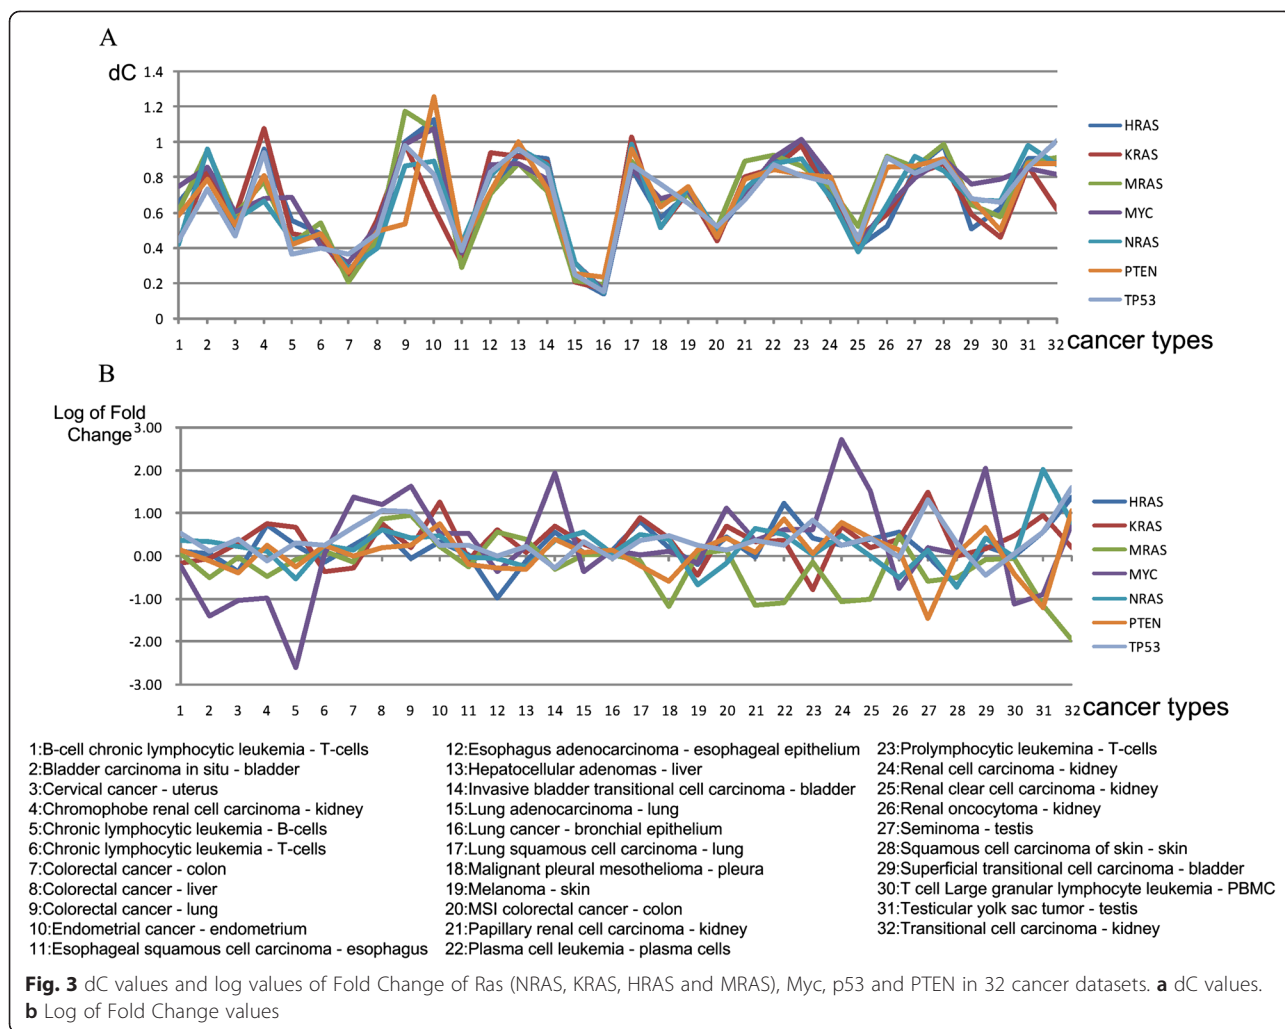 A
dC
1.4
1.2
1
0.8
0.6
0.4
0.2
0
1 2 3 4 5 6 7 8 9 10 11 12 13 14 15 16 17 18 19 20 21 22 23 24 25 26 27 28 29 30 31 32
cancer types
HRAS
KRAS
MRAS
MYC
NRAS
PTEN
TP53
B
Log of Fold
Change
3.00
2.00
1.00
0.00
-1.00
-2.00
-3.00
1 2 3 4 5 6 7 8 9 10 11 12 13 14 15 16 17 18 19 20 21 22 23 24 25 26 27 28 29 30 31 32
cancer types
HRAS
KRAS
MRAS
MYC
NRAS
PTEN
TP53
1:B-cell chronic lymphocytic leukemia - T-cells
2:Bladder carcinoma in situ - bladder
3:Cervical cancer - uterus
4:Chromophobe renal cell carcinoma - kidney
5:Chronic lymphocytic leukemia - B-cells
6:Chronic lymphocytic leukemia - T-cells
7:Colorectal cancer - colon
8:Colorectal cancer - liver
9:Colorectal cancer - lung
10:Endometrial cancer - endometrium
11:Esophageal squamous cell carcinoma - esophagus
12:Esophagus adenocarcinoma - esophageal epithelium
13:Hepatocellular adenomas - liver
14:Invasive bladder transitional cell carcinoma - bladder
15:Lung adenocarcinoma - lung
16:Lung cancer - bronchial epithelium
17:Lung squamous cell carcinoma - lung
18:Malignant pleural mesothelioma - pleura
19:Melanoma - skin
20:MSI colorectal cancer - colon
21:Papillary renal cell carcinoma - kidney
22:Plasma cell leukemia - plasma cells
23:Prolymphocytic leukemina - T-cells
24:Renal cell carcinoma - kidney
25:Renal clear cell carcinoma - kidney
26:Renal oncocytoma - kidney
27:Seminoma - testis
28:Squamous cell carcinoma of skin - skin
29:Superficial transitional cell carcinoma - bladder
30:T cell Large granular lymphocyte leukemia - PBMC
31:Testicular yolk sac tumor - testis
32:Transitional cell carcinoma - kidney
Fig. 3 dC values and log values of Fold Change of Ras (NRAS, KRAS, HRAS and MRAS), Myc, p53 and PTEN in 32 cancer datasets. a dC values.
b Log of Fold Change values